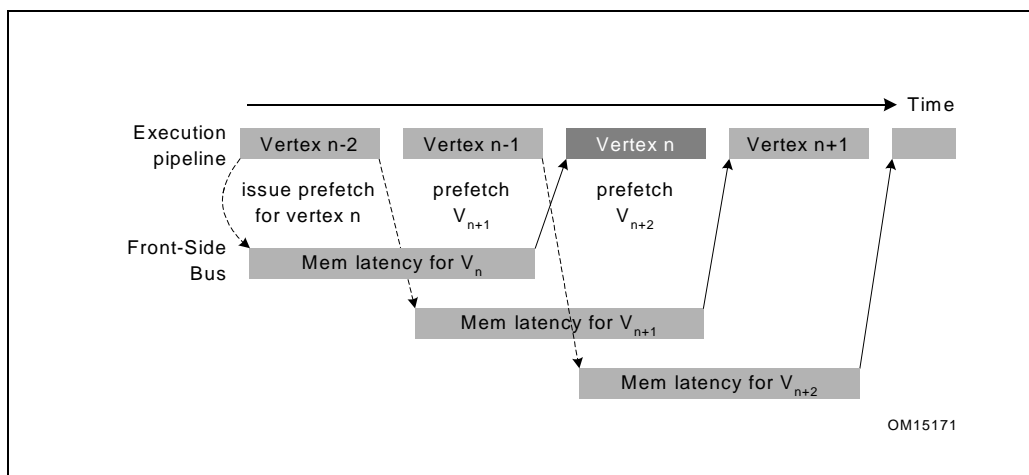 Time
Execution
pipeline
Vertex n-2
Vertex n-1
Vertex n
Vertex n+1
issue prefetch
for vertex n
prefetch
Vn+1
prefetch
Vn+2
Front-Side
Bus
Mem latency for Vn
Mem latency for Vn+1
Mem latency for Vn+2
OM15171